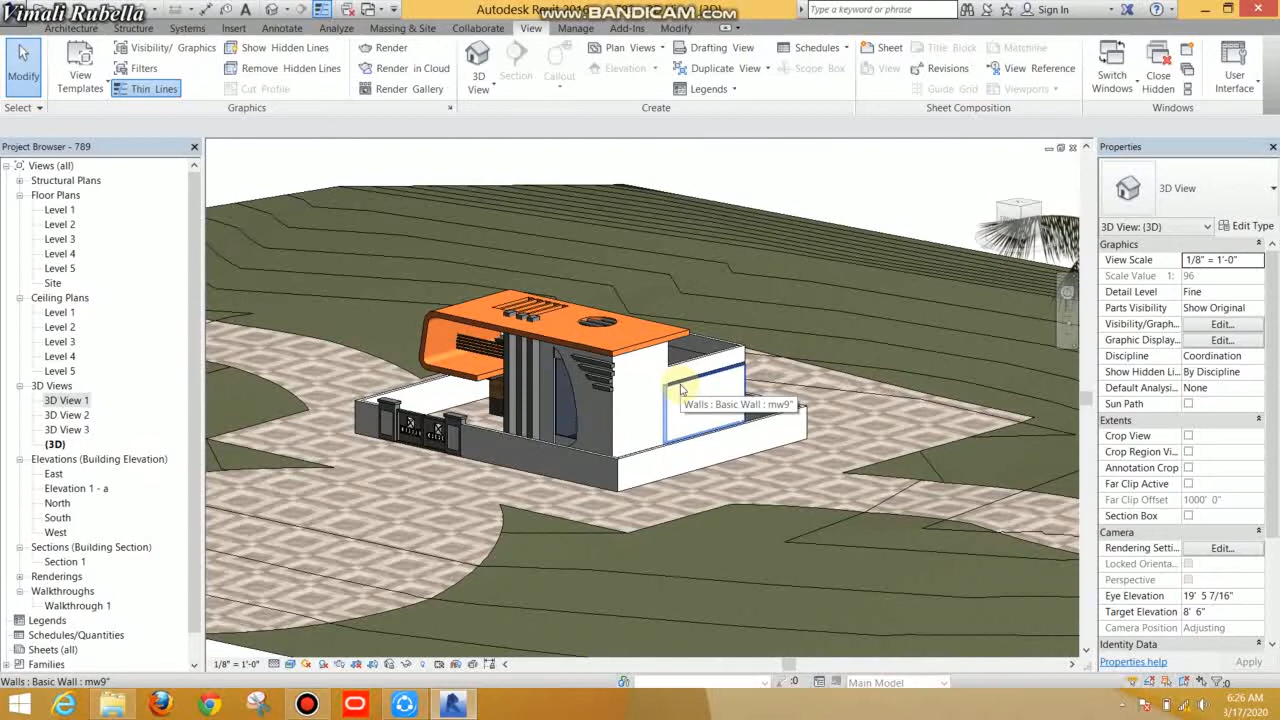 Vimali Rubella
Autodesk Revit 2016
WWW.BANDICAM.COM
Type a keyword or phrase
Sign In
Architecture Structure Systems Insert Annotate Analyze Massing & Site Collaborate View Manage Add-Ins Modify
Modify
View Templates
Visibility/ Graphics
Filters
Thin Lines
Show Hidden Lines
Remove Hidden Lines
Cut Profile
Render
Render in Cloud
Render Gallery
3D View
Section
Callout
Plan Views
Elevation
Drafting View
Duplicate View
Legends
Schedules
Scope Box
Sheet
View
Title Block
Revisions
Guide Grid
Matchline
View Reference
Viewports
Switch Windows
Close Hidden
User Interface
Select
Graphics
Create
Sheet Composition
Windows
Project Browser - 789
Views (all)
Structural Plans
Floor Plans
Level 1
Level 2
Level 3
Level 4
Level 5
Site
Ceiling Plans
Level 1
Level 2
Level 3
Level 4
Level 5
3D Views
3D View 1
3D View 2
3D View 3
{3D}
Elevations (Building Elevation)
East
Elevation 1 - a
North
South
West
Sections (Building Section)
Section 1
Renderings
Walkthroughs
Walkthrough 1
Legends
Schedules/Quantities
Sheets (all)
Families
Walls : Basic Wall : mw9"
Properties
3D View
3D View: {3D}
Edit Type
Graphics
View Scale 1/8" = 1'-0"
Scale Value 1: 96
Detail Level Fine
Parts Visibility Show Original
Visibility/Graph... Edit...
Graphic Display... Edit...
Discipline Coordination
Show Hidden Li... By Discipline
Default Analysi... None
Sun Path
Extents
Crop View
Crop Region Vi...
Annotation Crop
Far Clip Active
Far Clip Offset 1000' 0"
Section Box
Camera
Rendering Setti... Edit...
Locked Orienta...
Perspective
Eye Elevation 19' 5 7/16"
Target Elevation 8' 6"
Camera Position Adjusting
Identity Data
Properties help
Apply
1/8" = 1'-0"
Walls : Basic Wall : mw9"
:0
Main Model
:0
6:26 AM
3/17/2020